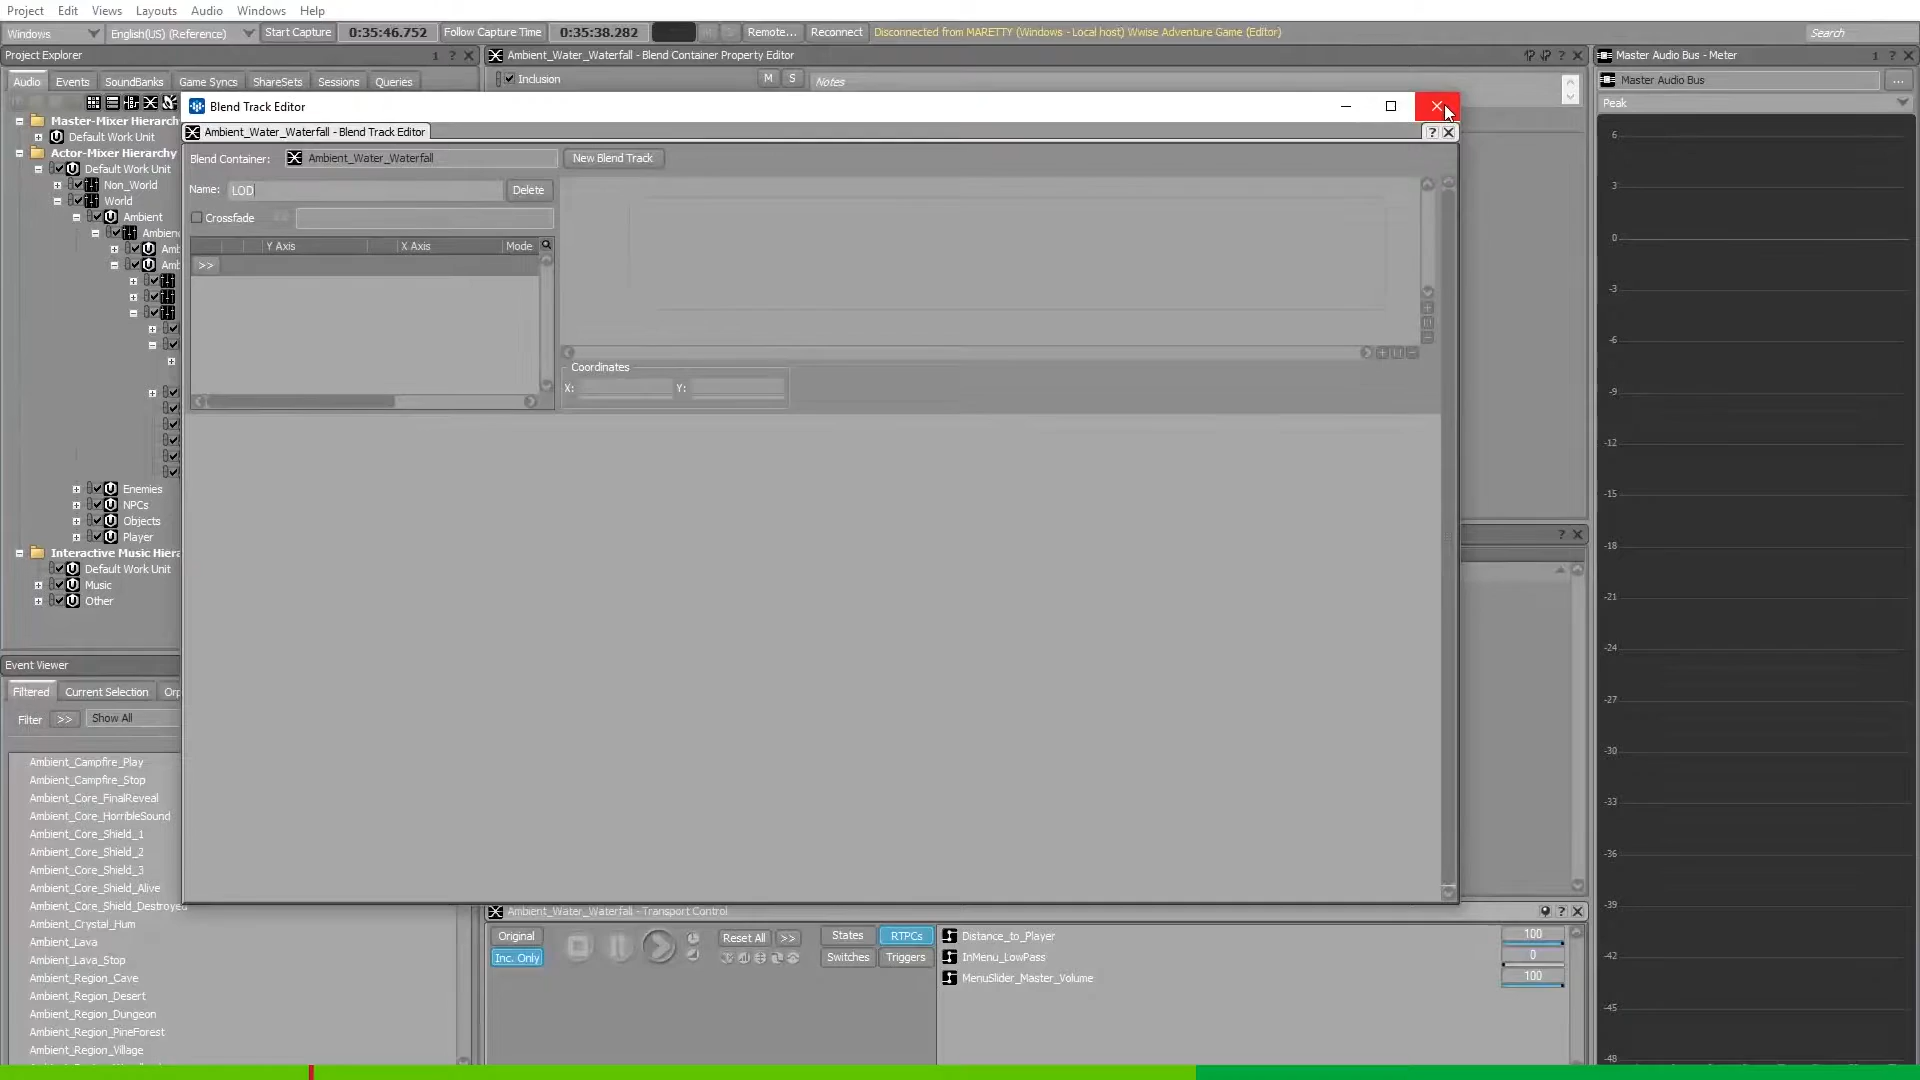 Project Edit Views Layouts Audio Windows Help
Windows English(US) (Reference) Start Capture 0:35:46.752 Follow Capture Time 0:35:38.282 Remote... Reconnect Disconnected from MARETTY (Windows - Local host) Wwise Adventure Game (Editor) Search
Project Explorer 1 ? Ambient_Water_Waterfall - Blend Container Property Editor ? Master Audio Bus - Meter 1 ?
Audio Events SoundBanks Game Syncs ShareSets Sessions Queries Inclusion M S Notes Master Audio Bus ...
Peak
Blend Track Editor
Ambient_Water_Waterfall - Blend Track Editor ?
Blend Container: Ambient_Water_Waterfall New Blend Track
Name: LOD Delete
Crossfade
Y Axis X Axis Mode
>>
Coordinates
X: Y:
Master-Mixer Hierarch
Default Work Unit
Actor-Mixer Hierarchy
Default Work Unit
Non_World
World
Ambient
Ambien
Amb
Amb
Enemies
NPCs
Objects
Player
Interactive Music Hiera
Default Work Unit
Music
Other
Event Viewer
Filtered Current Selection Orp
Filter >> Show All
Ambient_Campfire_Play
Ambient_Campfire_Stop
Ambient_Core_FinalReveal
Ambient_Core_HorribleSound
Ambient_Core_Shield_1
Ambient_Core_Shield_2
Ambient_Core_Shield_3
Ambient_Core_Shield_Alive
Ambient_Core_Shield_Destroyed
Ambient_Crystal_Hum
Ambient_Lava
Ambient_Lava_Stop
Ambient_Region_Cave
Ambient_Region_Desert
Ambient_Region_Dungeon
Ambient_Region_PineForest
Ambient_Region_Village
Ambient_Water_Waterfall - Transport Control ?
Original Reset All >> States RTPCs Distance_to_Player 100
Inc. Only Switches Triggers InMenu_LowPass 0
MenuSlider_Master_Volume 100
6
3
0
-3
-6
-9
-12
-15
-18
-21
-24
-27
-30
-33
-36
-39
-42
-45
-48